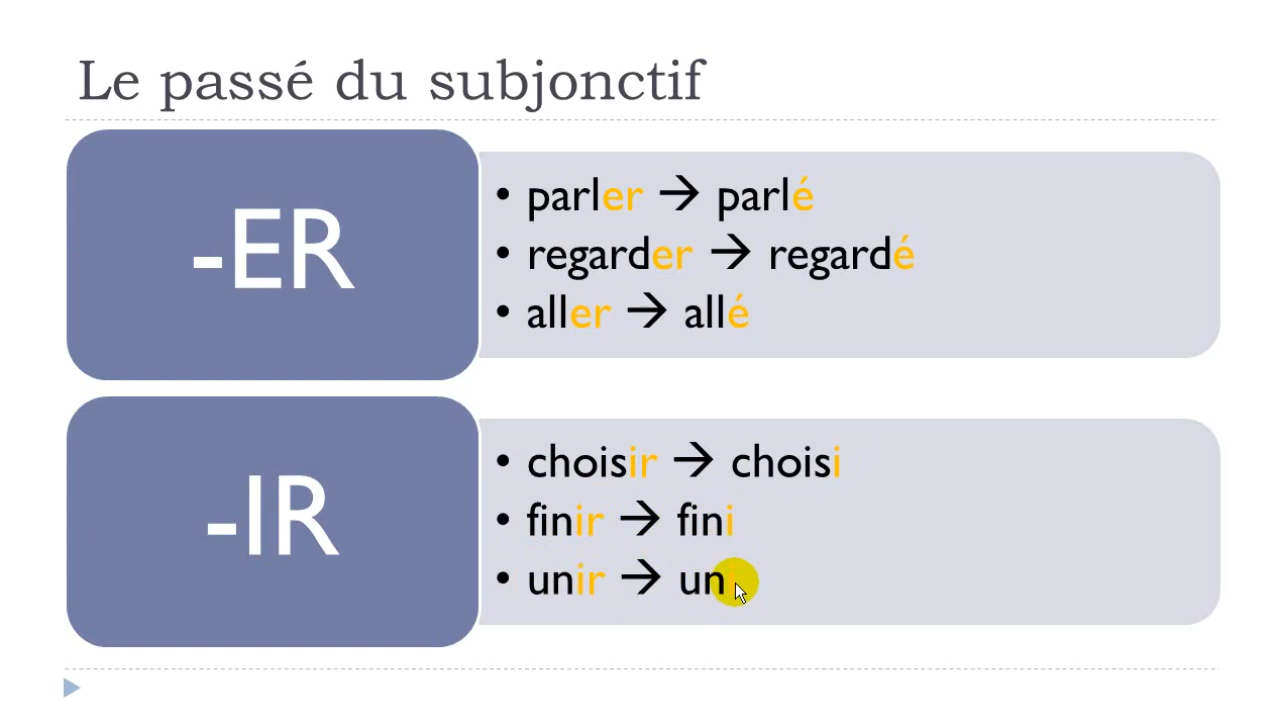 Le passé du subjonctif
-ER
• parler → parlé
• regarder → regardé
• aller → allé
-IR
• choisir → choisi
• finir → fini
• unir → un